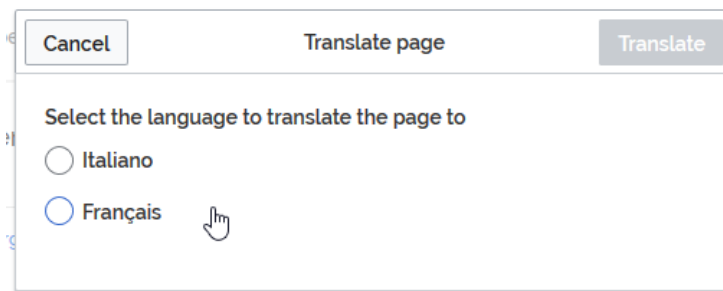 Cancel Translate page Translate
Select the language to translate the page to
Italiano
Français